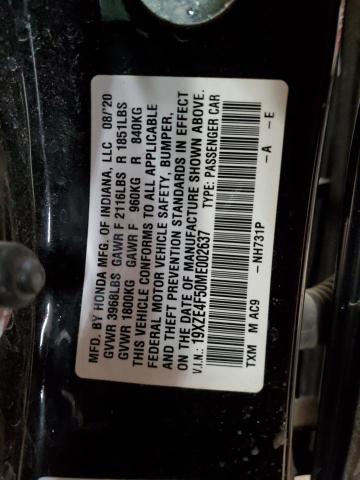 MFD. BY HONDA MFG. OF INDIANA, LLC 08/20
GVWR 3968LBS GAWR F 2116LBS R 1851LBS
GVWR 1800KG GAWR F 960KG R 840KG
THIS VEHICLE CONFORMS TO ALL APPLICABLE
FEDERAL MOTOR VEHICLE SAFETY, BUMPER,
AND THEFT PREVENTION STANDARDS IN EFFECT
ON THE DATE OF MANUFACTURE SHOWN ABOVE.
V.I.N.: 19XZE4F50ME002637 TYPE: PASSENGER CAR
TXM M AC9 -NH731P -A -E